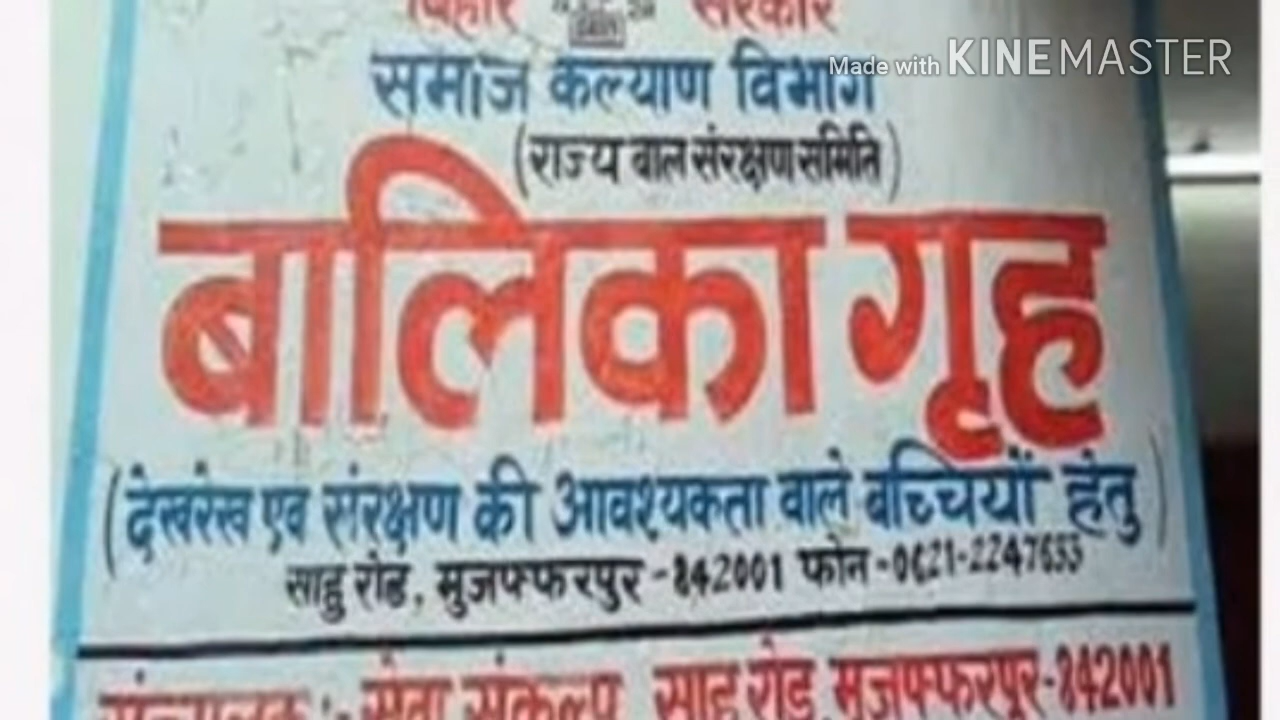 बिहार सरकार
Made with KINEMASTER
समाज कल्याण विभाग
(राज्य बाल संरक्षण समिति)
बालिका गृह
(देखरेख एव संरक्षण की आवश्यकता वाले बच्चियों हेतु)
साहु रोड, मुजफ्फरपुर-842001 फोन-0621-2247655
संचालक :- सेवा संकल्प साहु रोड, मुजफ्फरपुर-842001